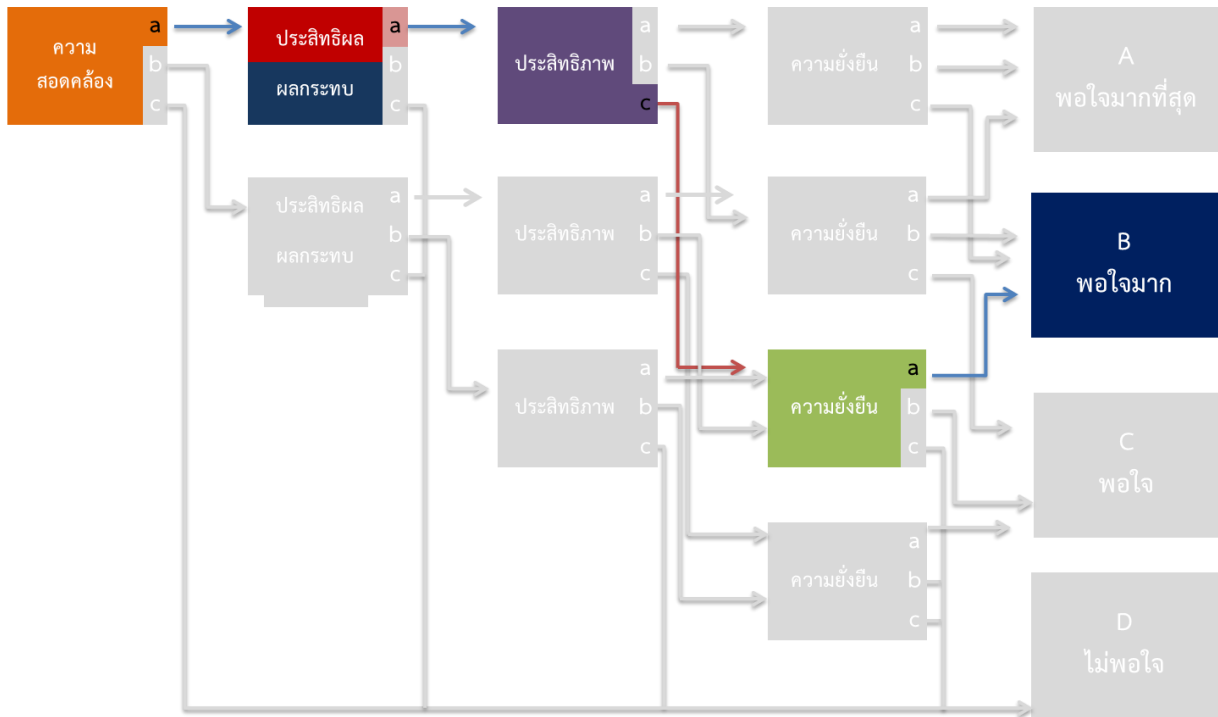 ความ
สอดคล้อง
a
b
c
ประสิทธิผล
ผลกระทบ
a
b
c
ประสิทธิภาพ
a
b
c
ความยั่งยืน
a
b
c
A
พอใจมากที่สุด
ประสิทธิผล
ผลกระทบ
a
b
c
ประสิทธิภาพ
a
b
c
ความยั่งยืน
a
b
c
B
พอใจมาก
ประสิทธิภาพ
a
b
c
ความยั่งยืน
a
b
c
C
พอใจ
ความยั่งยืน
a
b
c
D
ไม่พอใจ